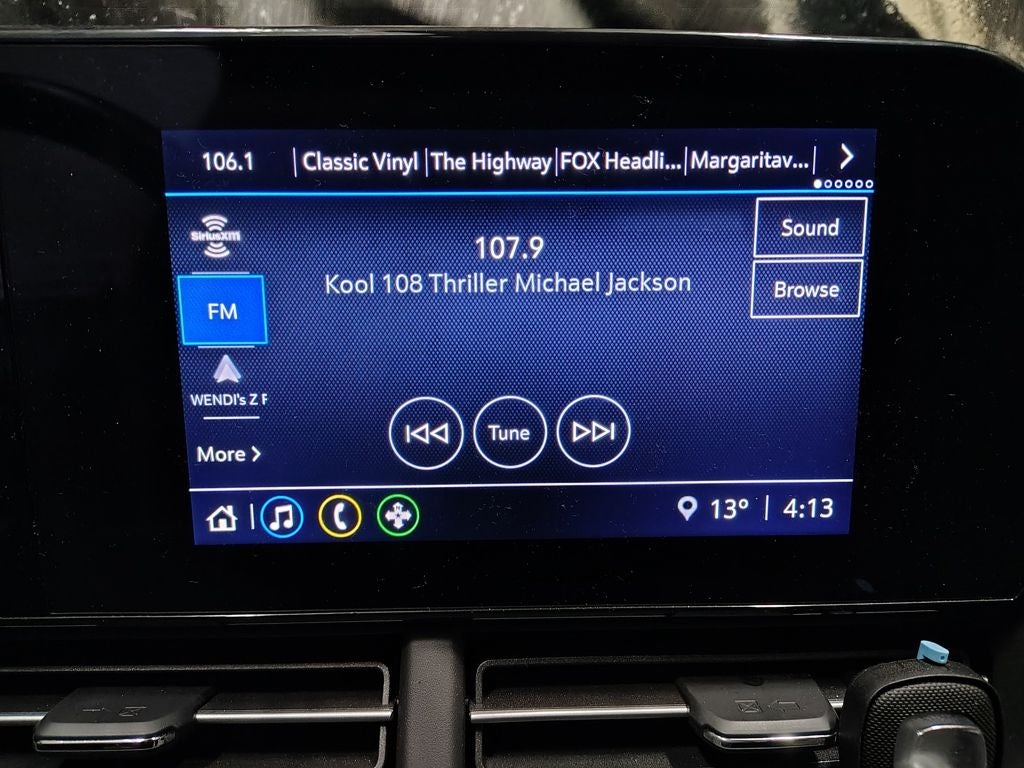 106.1 Classic Vinyl The Highway FOX Headli... Margaritav...
SiriusXM
Sound
107.9
Kool 108 Thriller Michael Jackson
Browse
FM
WENDI's Z F
More
Tune
13° 4:13